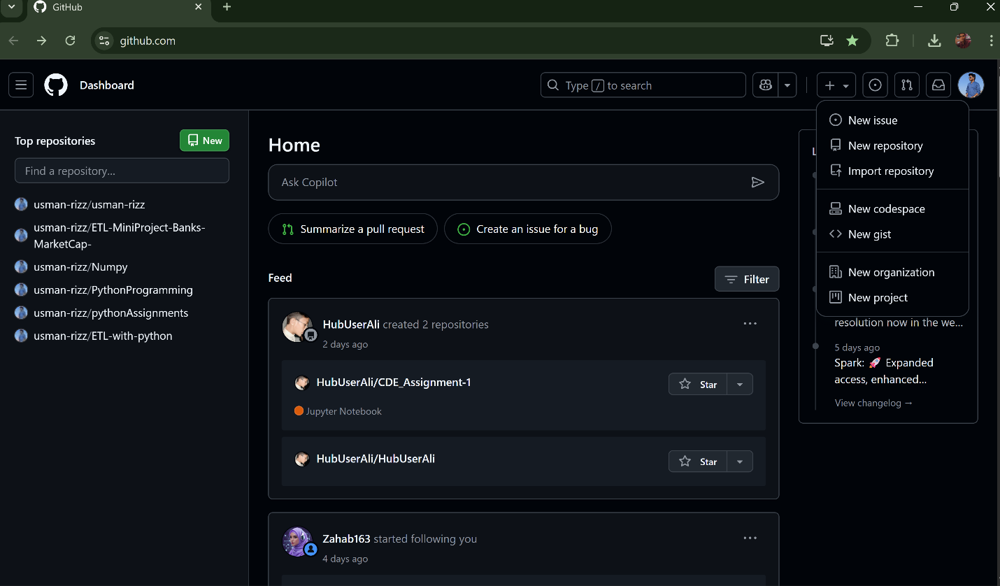 GitHub
github.com
Dashboard
Type / to search
Top repositories
New
Find a repository...
usman-rizz/usman-rizz
usman-rizz/ETL-MiniProject-Banks-
MarketCap-
usman-rizz/Numpy
usman-rizz/PythonProgramming
usman-rizz/pythonAssignments
usman-rizz/ETL-with-python
Home
Ask Copilot
Summarize a pull request
Create an issue for a bug
Feed
Filter
HubUserAli created 2 repositories
2 days ago
HubUserAli/CDE_Assignment-1
Star
Jupyter Notebook
HubUserAli/HubUserAli
Star
Zahab163 started following you
4 days ago
New issue
New repository
Import repository
New codespace
New gist
New organization
New project
resolution now in the we...
5 days ago
Spark: 🚀 Expanded
access, enhanced...
View changelog →